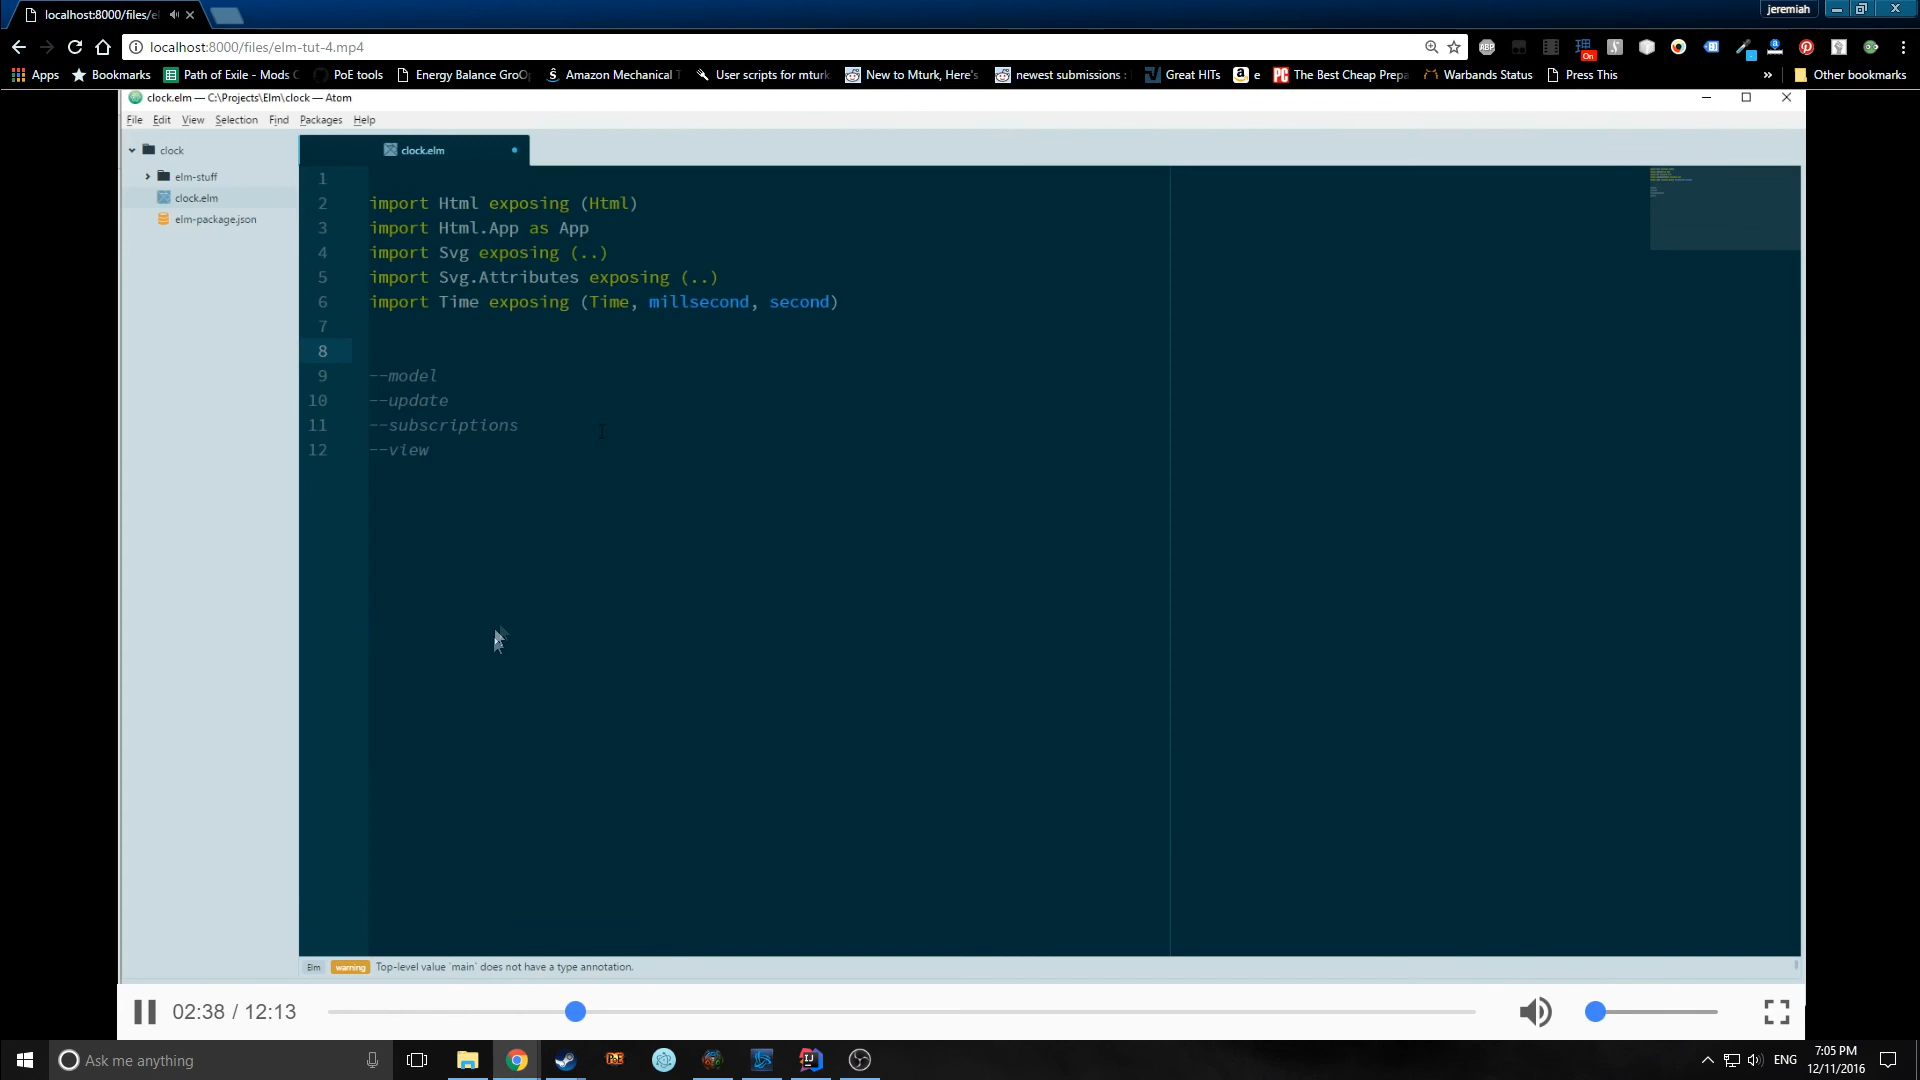 localhost:8000/files/el
jeremiah
localhost:8000/files/elm-tut-4.mp4
Apps Bookmarks Path of Exile - Mods C PoE tools Energy Balance GroO Amazon Mechanical T User scripts for mturk New to Mturk, Here's newest submissions : Great HITs e The Best Cheap Prepa Warbands Status Press This » Other bookmarks
clock.elm — C:\Projects\Elm\clock — Atom
File Edit View Selection Find Packages Help
clock
elm-stuff
clock.elm
elm-package.json
clock.elm
1
2 import Html exposing (Html)
3 import Html.App as App
4 import Svg exposing (..)
5 import Svg.Attributes exposing (..)
6 import Time exposing (Time, millsecond, second)
7
8
9 --model
10 --update
11 --subscriptions
12 --view
Elm warning Top-level value `main` does not have a type annotation.
02:38 / 12:13
Ask me anything
ENG
7:05 PM
12/11/2016